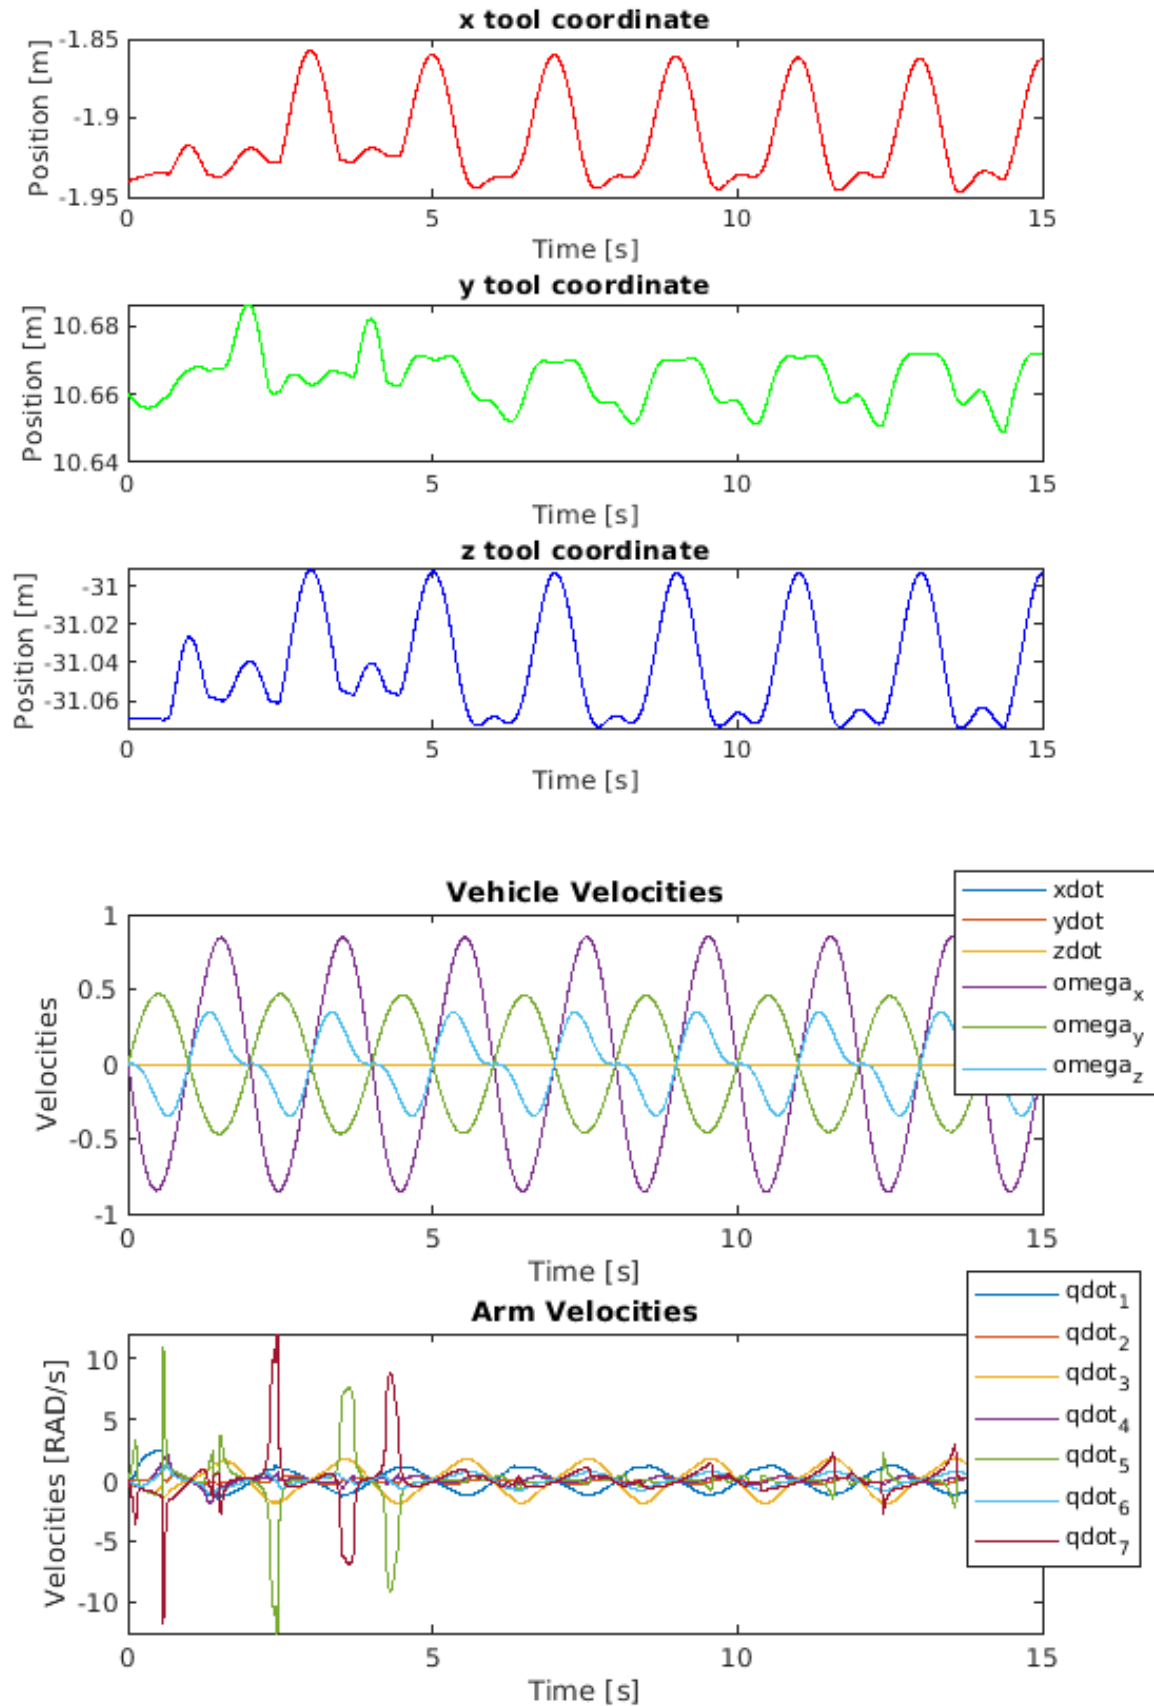 x tool coordinate
-1.85
-1.9
-1.95
Position [m]
0 5 10 15
Time [s]
y tool coordinate
10.68
10.66
10.64
Position [m]
0 5 10 15
Time [s]
z tool coordinate
-31
-31.02
-31.04
-31.06
Position [m]
0 5 10 15
Time [s]
Vehicle Velocities
1
0.5
0
-0.5
-1
Velocities
xdot
ydot
zdot
omega_x
omega_y
omega_z
0 5 10 15
Time [s]
Arm Velocities
10
5
0
-5
-10
Velocities [RAD/s]
qdot_1
qdot_2
qdot_3
qdot_4
qdot_5
qdot_6
qdot_7
0 5 10 15
Time [s]